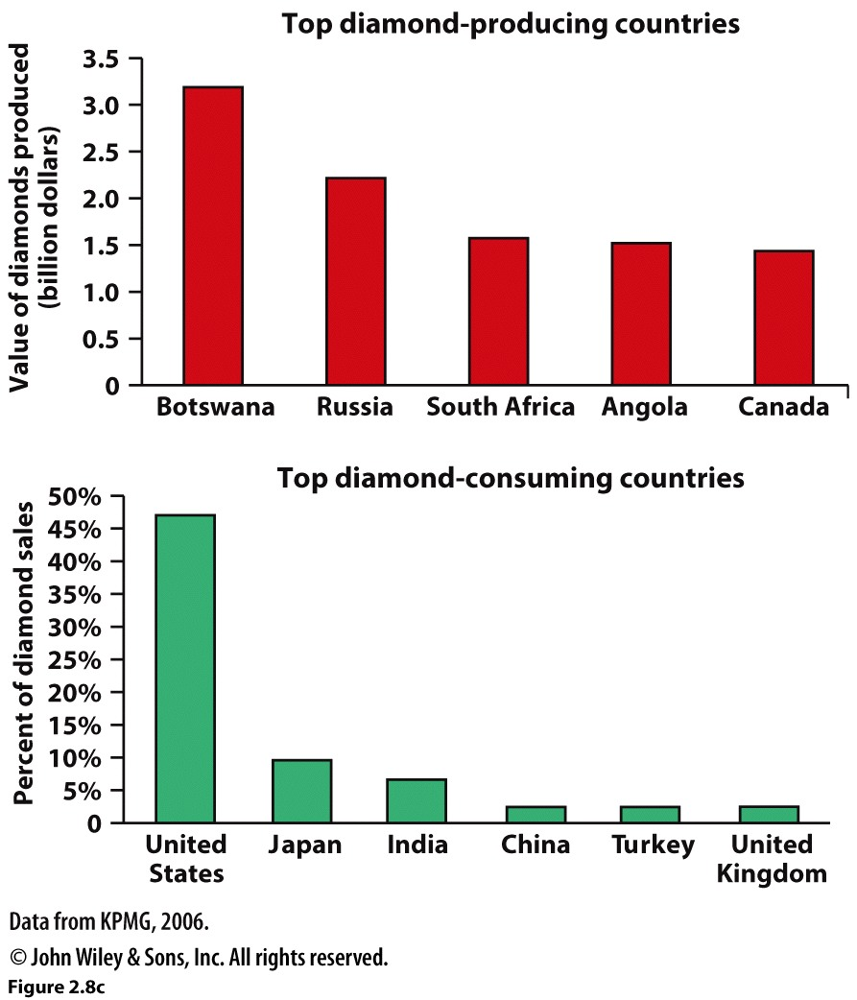 Top diamond-producing countries
Value of diamonds produced
(billion dollars)
3.5
3.0
2.5
2.0
1.5
1.0
0.5
0
Botswana Russia South Africa Angola Canada
Top diamond-consuming countries
Percent of diamond sales
50%
45%
40%
35%
30%
25%
20%
15%
10%
5%
0
United States Japan India China Turkey United Kingdom
Data from KPMG, 2006.
© John Wiley & Sons, Inc. All rights reserved.
Figure 2.8c